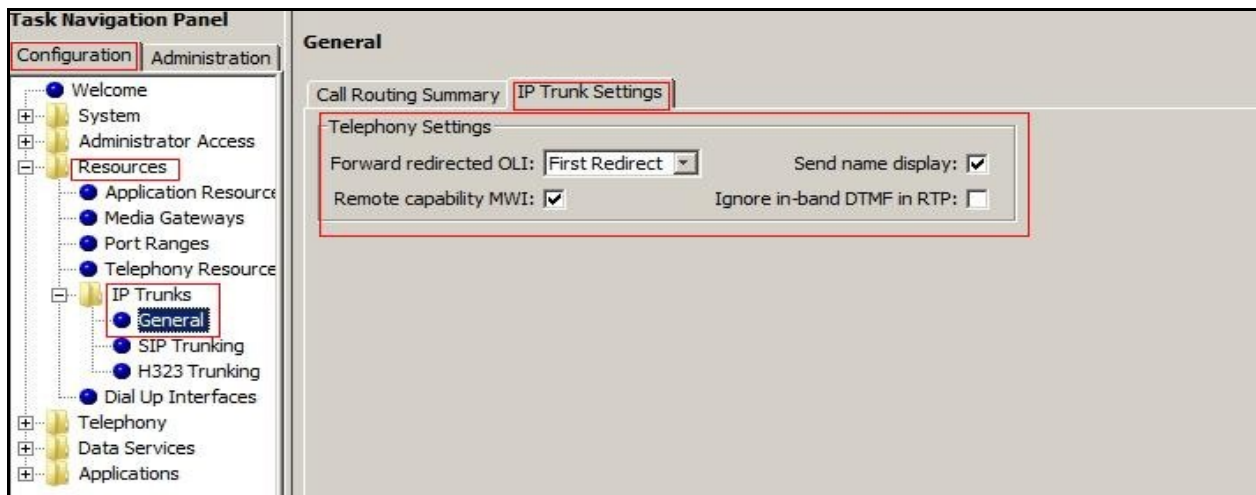 Task Navigation Panel
Configuration
Administration
Welcome
System
Administrator Access
Resources
Application Resource
Media Gateways
Port Ranges
Telephony Resource
IP Trunks
General
SIP Trunking
H323 Trunking
Dial Up Interfaces
Telephony
Data Services
Applications
General
Call Routing Summary
IP Trunk Settings
Telephony Settings
Forward redirected OLI: First Redirect
Send name display:
Remote capability MWI:
Ignore in-band DTMF in RTP: